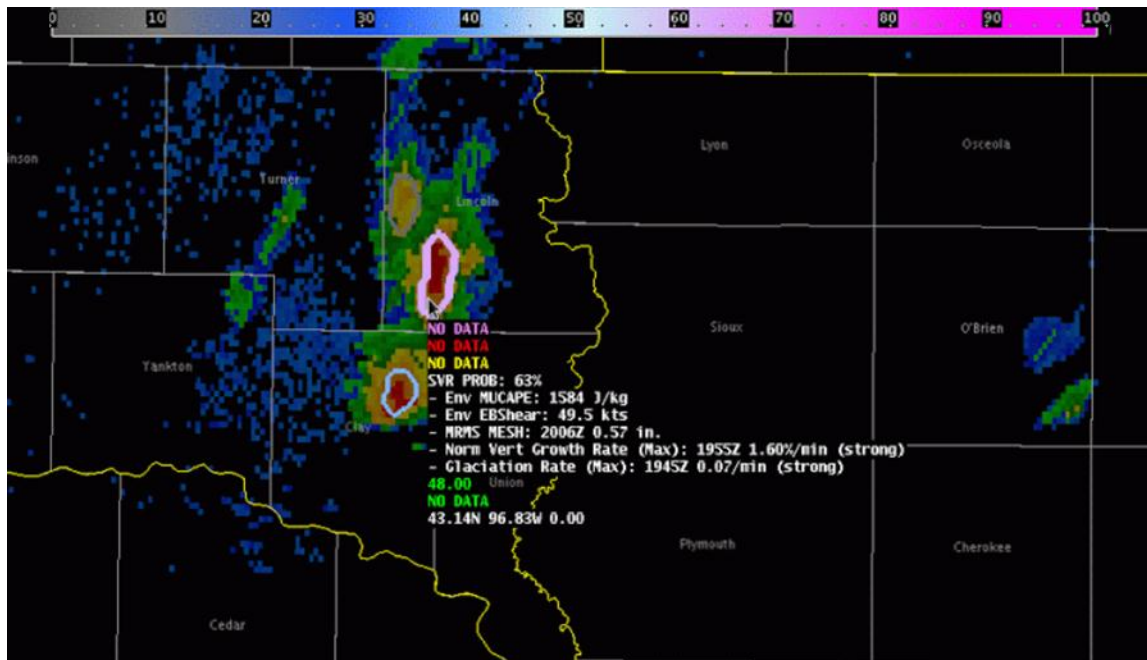 0 10 20 30 40 50 60 70 80 90 100
Lyon
Osceola
inson
Turner
Lincoln
NO DATA
NO DATA
NO DATA
SVR PROB: 63%
- Env MUCAPE: 1584 J/kg
- Env EBShear: 49.5 kts
- MRMS MESH: 2006Z 0.57 in.
- Norm Vert Growth Rate (Max): 1955Z 1.60%/min (strong)
- Glaciation Rate (Max): 1945Z 0.07/min (strong)
48.00
NO DATA
43.14N 96.83W 0.00
Sioux
O'Brien
Yankton
Clay
Union
Plymouth
Cherokee
Cedar